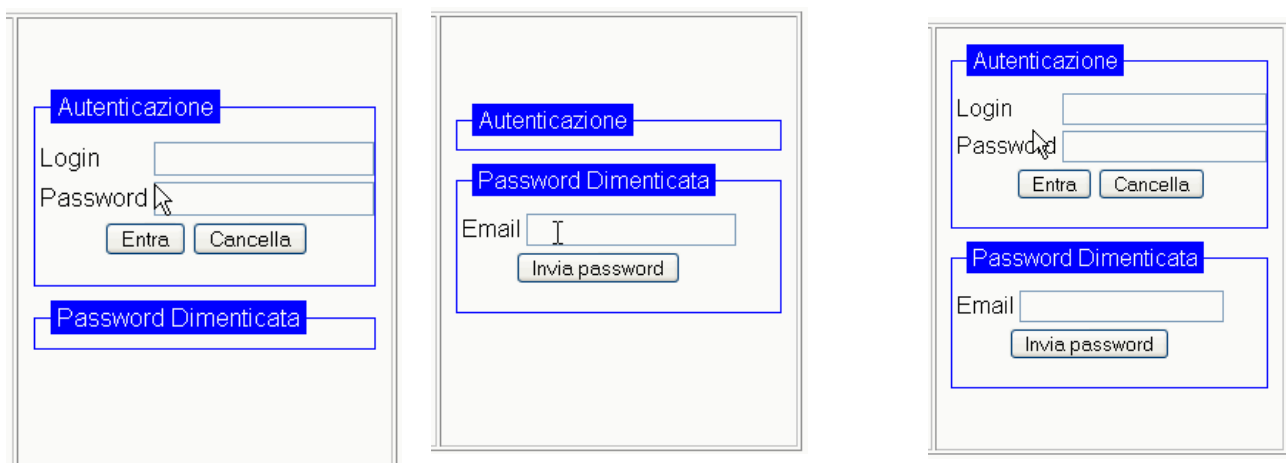 Autenticazione
Login
Password
Entra Cancella
Password Dimenticata
Autenticazione
Password Dimenticata
Email
Invia password
Autenticazione
Login
Password
Entra Cancella
Password Dimenticata
Email
Invia password